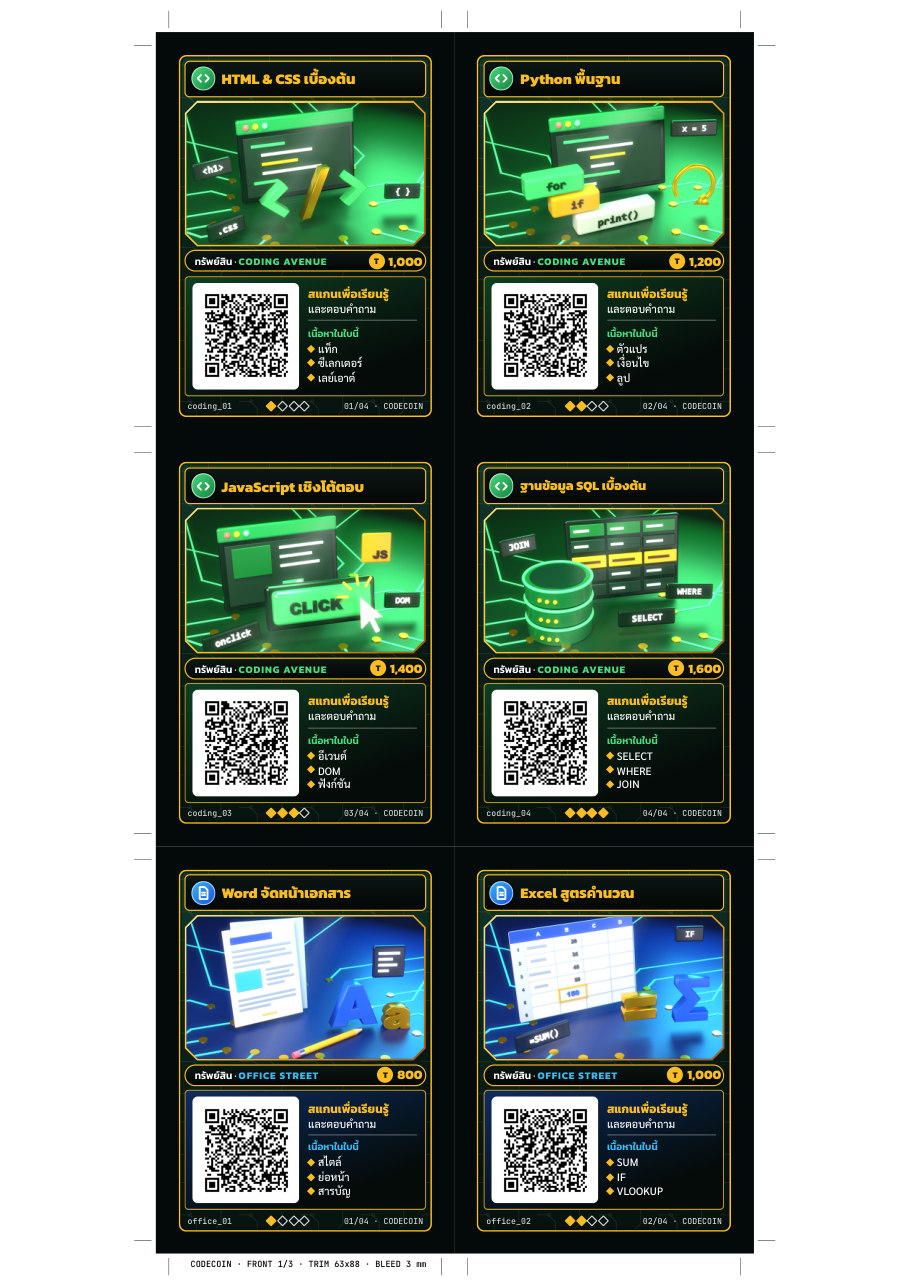 HTML & CSS เบื้องต้น
<h1>
{ }
.css
ทรัพย์สิน · CODING AVENUE
T 1,000
สแกนเพื่อเรียนรู้
และตอบคำถาม
เนื้อหาในใบนี้
แท็ก
ซีเลกเตอร์
เลย์เอาต์
coding_01
01/04 · CODECOIN
Python พื้นฐาน
x = 5
for
if
print()
ทรัพย์สิน · CODING AVENUE
T 1,200
สแกนเพื่อเรียนรู้
และตอบคำถาม
เนื้อหาในใบนี้
ตัวแปร
เงื่อนไข
ลูป
coding_02
02/04 · CODECOIN
JavaScript เชิงโต้ตอบ
JS
CLICK
DOM
onclick
ทรัพย์สิน · CODING AVENUE
T 1,400
สแกนเพื่อเรียนรู้
และตอบคำถาม
เนื้อหาในใบนี้
อีเวนต์
DOM
ฟังก์ชัน
coding_03
03/04 · CODECOIN
ฐานข้อมูล SQL เบื้องต้น
JOIN
WHERE
SELECT
ทรัพย์สิน · CODING AVENUE
T 1,600
สแกนเพื่อเรียนรู้
และตอบคำถาม
เนื้อหาในใบนี้
SELECT
WHERE
JOIN
coding_04
04/04 · CODECOIN
Word จัดหน้าเอกสาร
A a
ทรัพย์สิน · OFFICE STREET
T 800
สแกนเพื่อเรียนรู้
และตอบคำถาม
เนื้อหาในใบนี้
สไตล์
ย่อหน้า
สารบัญ
office_01
01/04 · CODECOIN
Excel สูตรคำนวณ
IF
A B C D
= Σ
=SUM()
ทรัพย์สิน · OFFICE STREET
T 1,000
สแกนเพื่อเรียนรู้
และตอบคำถาม
เนื้อหาในใบนี้
SUM
IF
VLOOKUP
office_02
02/04 · CODECOIN
CODECOIN · FRONT 1/3 · TRIM 63x88 · BLEED 3 mm